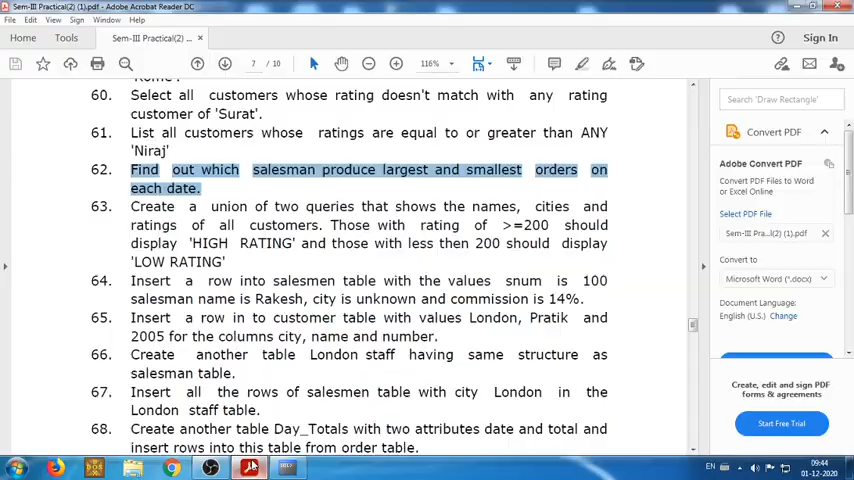 Sem-III Practical(2) (1).pdf - Adobe Acrobat Reader DC
File Edit View Sign Window Help
Home Tools Sem-III Practical(2) ... × Sign In
7 / 10 116%
'Rome'.
60. Select all customers whose rating doesn't match with any rating
customer of 'Surat'.
61. List all customers whose ratings are equal to or greater than ANY
'Niraj'
62. Find out which salesman produce largest and smallest orders on
each date.
63. Create a union of two queries that shows the names, cities and
ratings of all customers. Those with rating of >=200 should
display 'HIGH RATING' and those with less then 200 should display
'LOW RATING'
64. Insert a row into salesmen table with the values snum is 100
salesman name is Rakesh, city is unknown and commission is 14%.
65. Insert a row in to customer table with values London, Pratik and
2005 for the columns city, name and number.
66. Create another table London staff having same structure as
salesman table.
67. Insert all the rows of salesmen table with city London in the
London staff table.
68. Create another table Day_Totals with two attributes date and total and
insert rows into this table from order table.
Search 'Draw Rectangle'
Convert PDF
Adobe Convert PDF
Convert PDF Files to Word
or Excel Online
Select PDF File
Sem-III Pra...l(2) (1).pdf ×
Convert to
Microsoft Word (*.docx)
Document Language:
English (U.S.) Change
Create, edit and sign PDF
forms & agreements
Start Free Trial
DOS
EN
09:44
01-12-2020